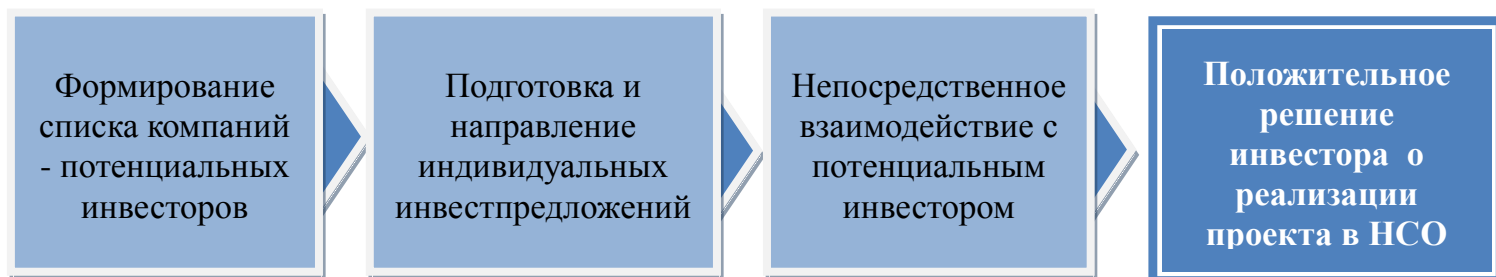 Формирование
списка компаний
- потенциальных
инвесторов
Подготовка и
направление
индивидуальных
инвестпредложений
Непосредственное
взаимодействие с
потенциальным
инвестором
Положительное
решение
инвестора о
реализации
проекта в НСО